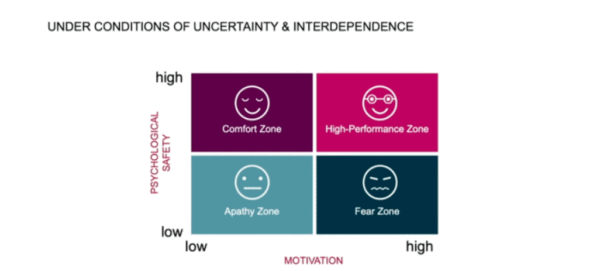 UNDER CONDITIONS OF UNCERTAINTY & INTERDEPENDENCE
high
PSYCHOLOGICAL
SAFETY
Comfort Zone
High-Performance Zone
Apathy Zone
Fear Zone
low
low
high
MOTIVATION